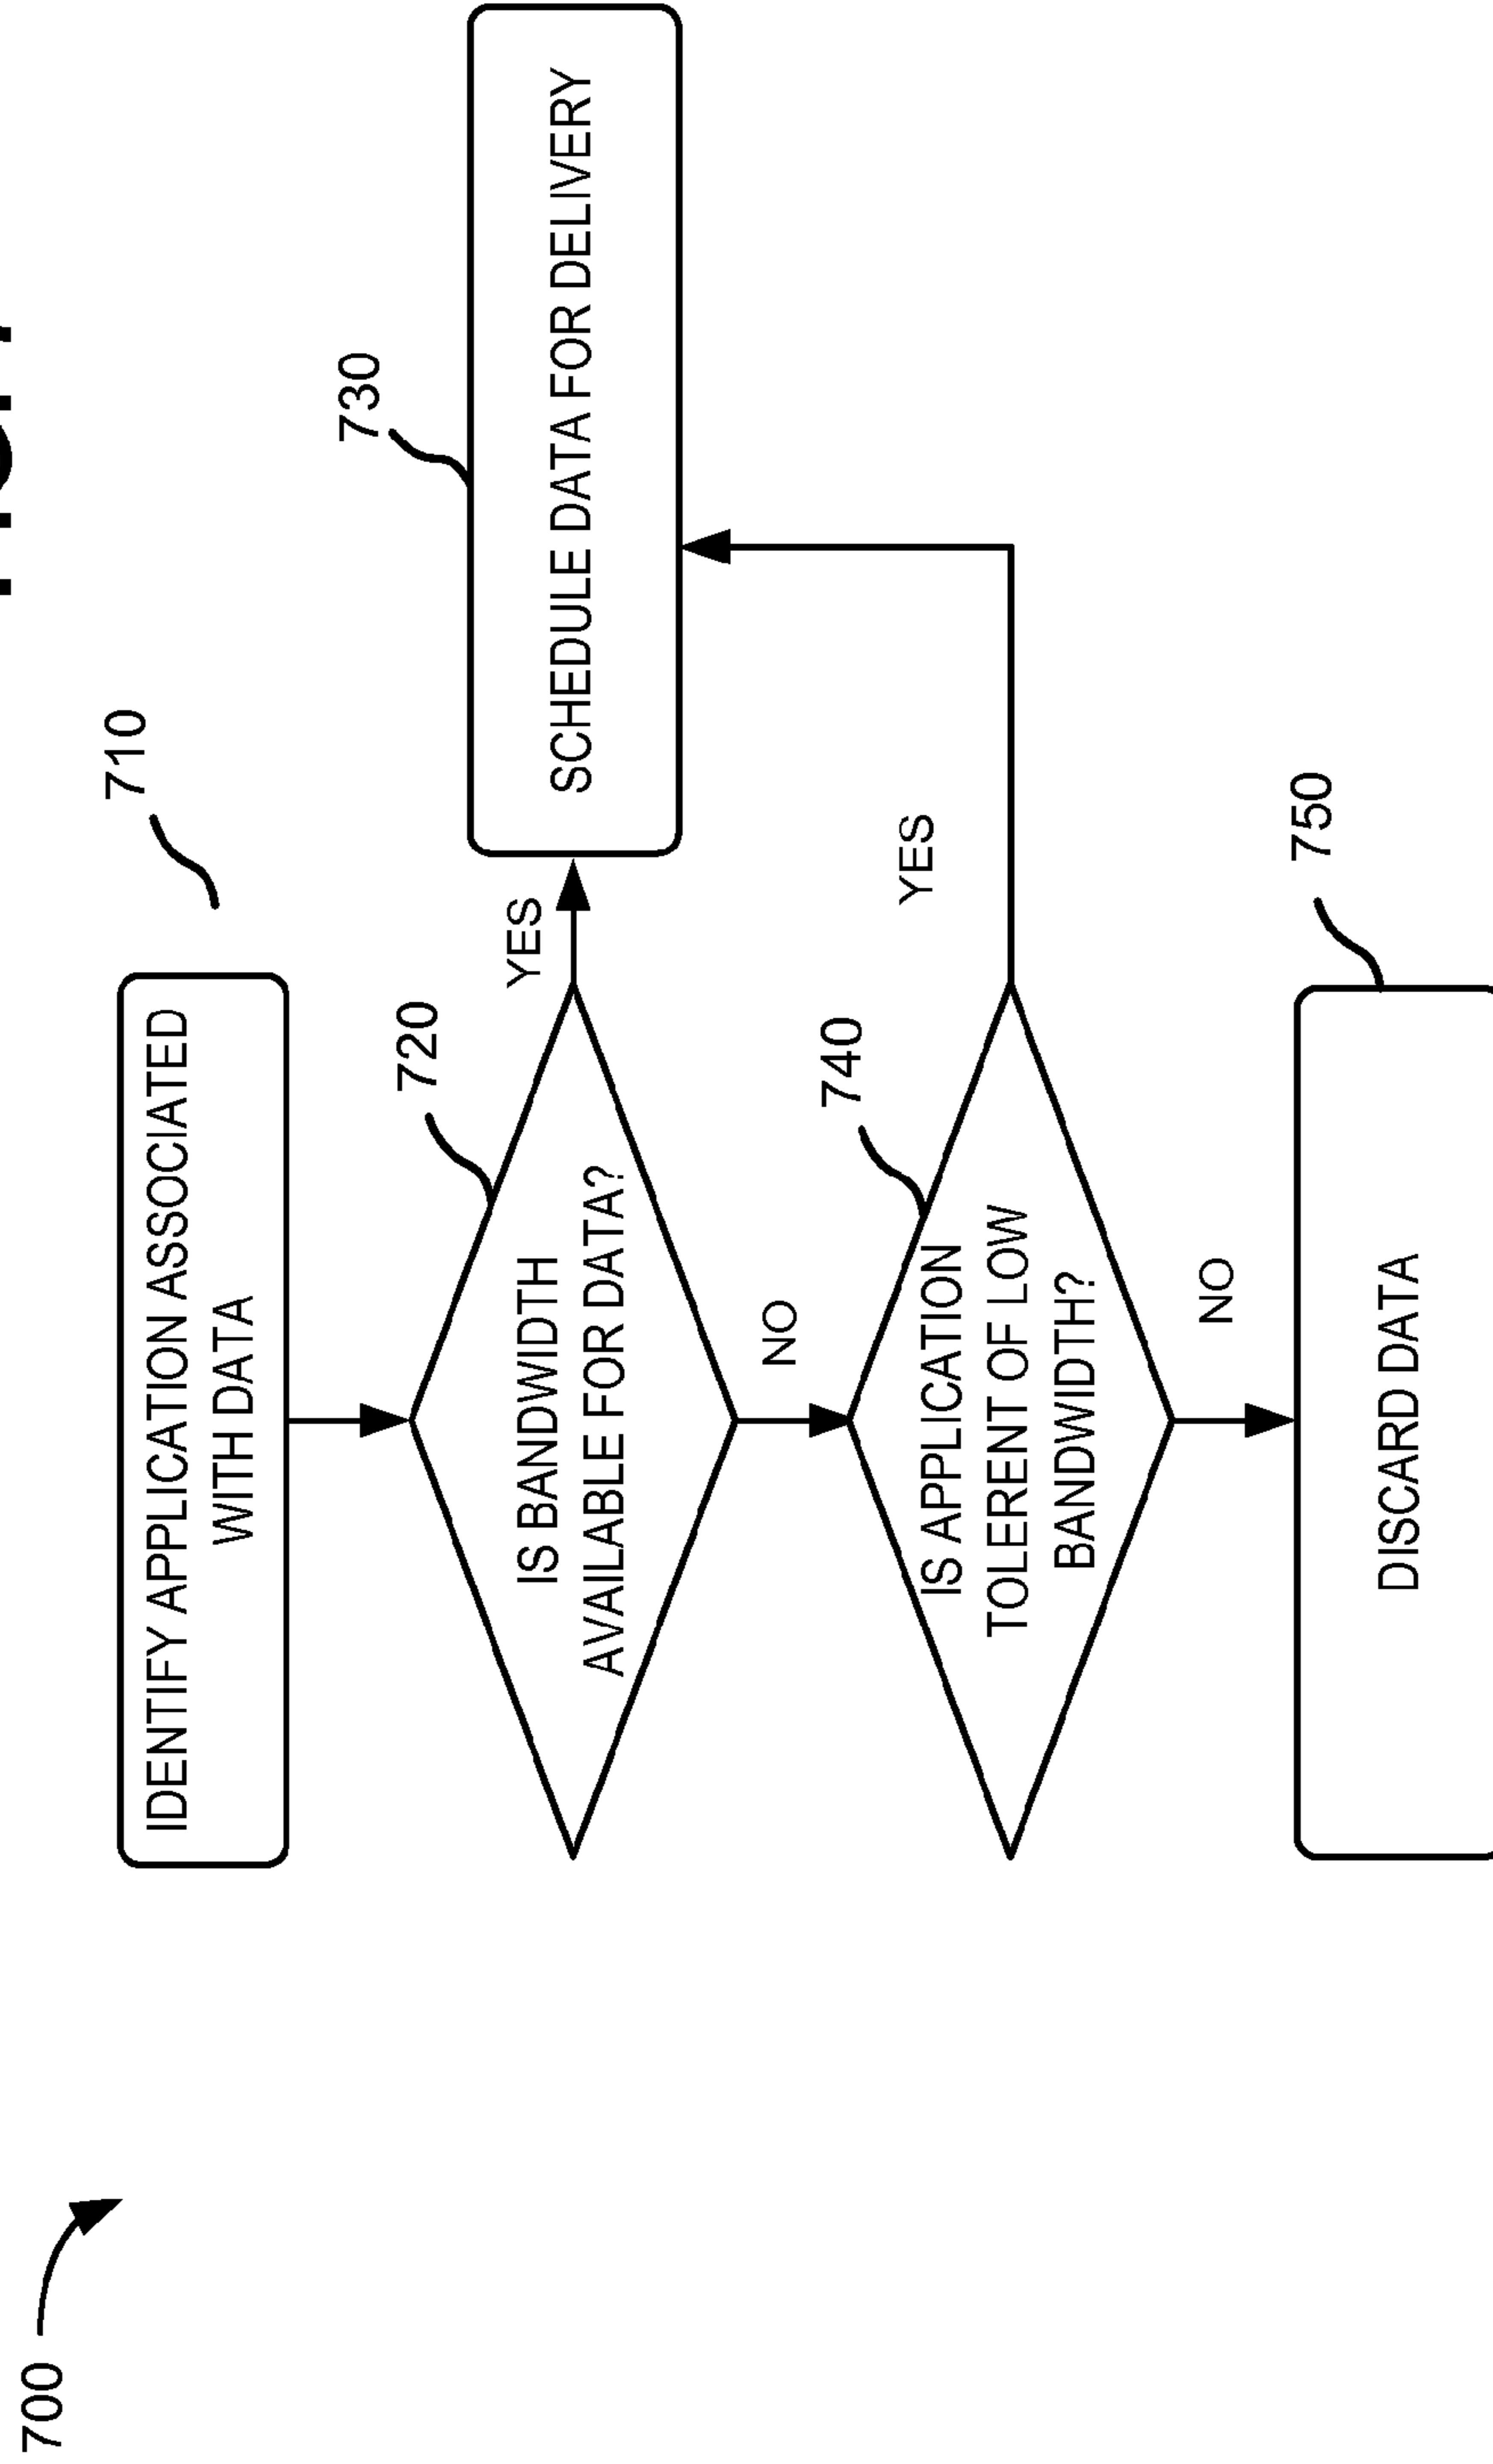 700
710
IDENTIFY APPLICATION ASSOCIATED
WITH DATA
720
IS BANDWIDTH
AVAILABLE FOR DATA?
YES
730
SCHEDULE DATA FOR DELIVERY
NO
740
IS APPLICATION
TOLERENT OF LOW
BANDWIDTH?
YES
NO
750
DISCARD DATA